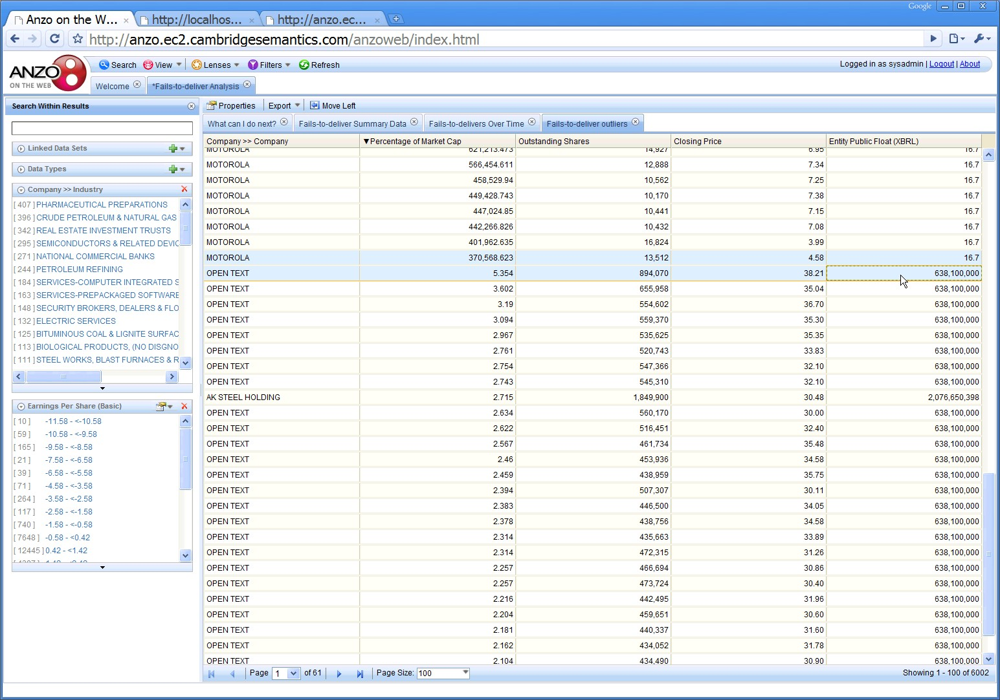 Google
Anzo on the W...
http://localhos...
http://anzo.ec...
http://anzo.ec2.cambridgesemantics.com/anzoweb/index.html
ANZO
ON THE WEB
Search View Lenses Filters Refresh
Logged in as sysadmin | Logout | About
Welcome *Fails-to-deliver Analysis
Search Within Results
Linked Data Sets
Data Types
Company >> Industry
[ 407 ] PHARMACEUTICAL PREPARATIONS
[ 396 ] CRUDE PETROLEUM & NATURAL GAS
[ 342 ] REAL ESTATE INVESTMENT TRUSTS
[ 295 ] SEMICONDUCTORS & RELATED DEVIC
[ 271 ] NATIONAL COMMERCIAL BANKS
[ 244 ] PETROLEUM REFINING
[ 184 ] SERVICES-COMPUTER INTEGRATED S
[ 163 ] SERVICES-PREPACKAGED SOFTWARE
[ 148 ] SECURITY BROKERS, DEALERS & FLO
[ 132 ] ELECTRIC SERVICES
[ 125 ] BITUMINOUS COAL & LIGNITE SURFAC
[ 113 ] BIOLOGICAL PRODUCTS, (NO DISGNO
[ 111 ] STEEL WORKS, BLAST FURNACES & R
Earnings Per Share (Basic)
[ 10 ] -11.58 - <-10.58
[ 59 ] -10.58 - <-9.58
[ 165 ] -9.58 - <-8.58
[ 21 ] -7.58 - <-6.58
[ 39 ] -6.58 - <-5.58
[ 71 ] -4.58 - <-3.58
[ 264 ] -3.58 - <-2.58
[ 117 ] -2.58 - <-1.58
[ 740 ] -1.58 - <-0.58
[ 7648 ] -0.58 - <0.42
[ 12445 ] 0.42 - <1.42
Properties Export Move Left
What can I do next? Fails-to-deliver Summary Data Fails-to-delivers Over Time Fails-to-deliver outliers
Company >> Company ▼Percentage of Market Cap Outstanding Shares Closing Price Entity Public Float (XBRL)
MOTOROLA 621,213.473 14,927 6.95 16.7
MOTOROLA 566,454.611 12,888 7.34 16.7
MOTOROLA 458,529.94 10,562 7.25 16.7
MOTOROLA 449,428.743 10,170 7.38 16.7
MOTOROLA 447,024.85 10,441 7.15 16.7
MOTOROLA 442,266.826 10,432 7.08 16.7
MOTOROLA 401,962.635 16,824 3.99 16.7
MOTOROLA 370,568.623 13,512 4.58 16.7
OPEN TEXT 5.354 894,070 38.21 638,100,000
OPEN TEXT 3.602 655,958 35.04 638,100,000
OPEN TEXT 3.19 554,602 36.70 638,100,000
OPEN TEXT 3.094 559,370 35.30 638,100,000
OPEN TEXT 2.967 535,625 35.35 638,100,000
OPEN TEXT 2.761 520,743 33.83 638,100,000
OPEN TEXT 2.754 547,366 32.10 638,100,000
OPEN TEXT 2.743 545,310 32.10 638,100,000
AK STEEL HOLDING 2.715 1,849,900 30.48 2,076,650,398
OPEN TEXT 2.634 560,170 30.00 638,100,000
OPEN TEXT 2.622 516,451 32.40 638,100,000
OPEN TEXT 2.567 461,734 35.48 638,100,000
OPEN TEXT 2.46 453,936 34.58 638,100,000
OPEN TEXT 2.459 438,959 35.75 638,100,000
OPEN TEXT 2.394 507,307 30.11 638,100,000
OPEN TEXT 2.383 446,500 34.05 638,100,000
OPEN TEXT 2.378 438,756 34.58 638,100,000
OPEN TEXT 2.314 435,663 33.89 638,100,000
OPEN TEXT 2.314 472,315 31.26 638,100,000
OPEN TEXT 2.257 466,694 30.86 638,100,000
OPEN TEXT 2.257 473,724 30.40 638,100,000
OPEN TEXT 2.216 442,495 31.96 638,100,000
OPEN TEXT 2.204 459,651 30.60 638,100,000
OPEN TEXT 2.181 440,337 31.60 638,100,000
OPEN TEXT 2.162 434,052 31.78 638,100,000
OPEN TEXT 2.104 434,490 30.90 638,100,000
Page 1 of 61 Page Size: 100 Showing 1 - 100 of 6002